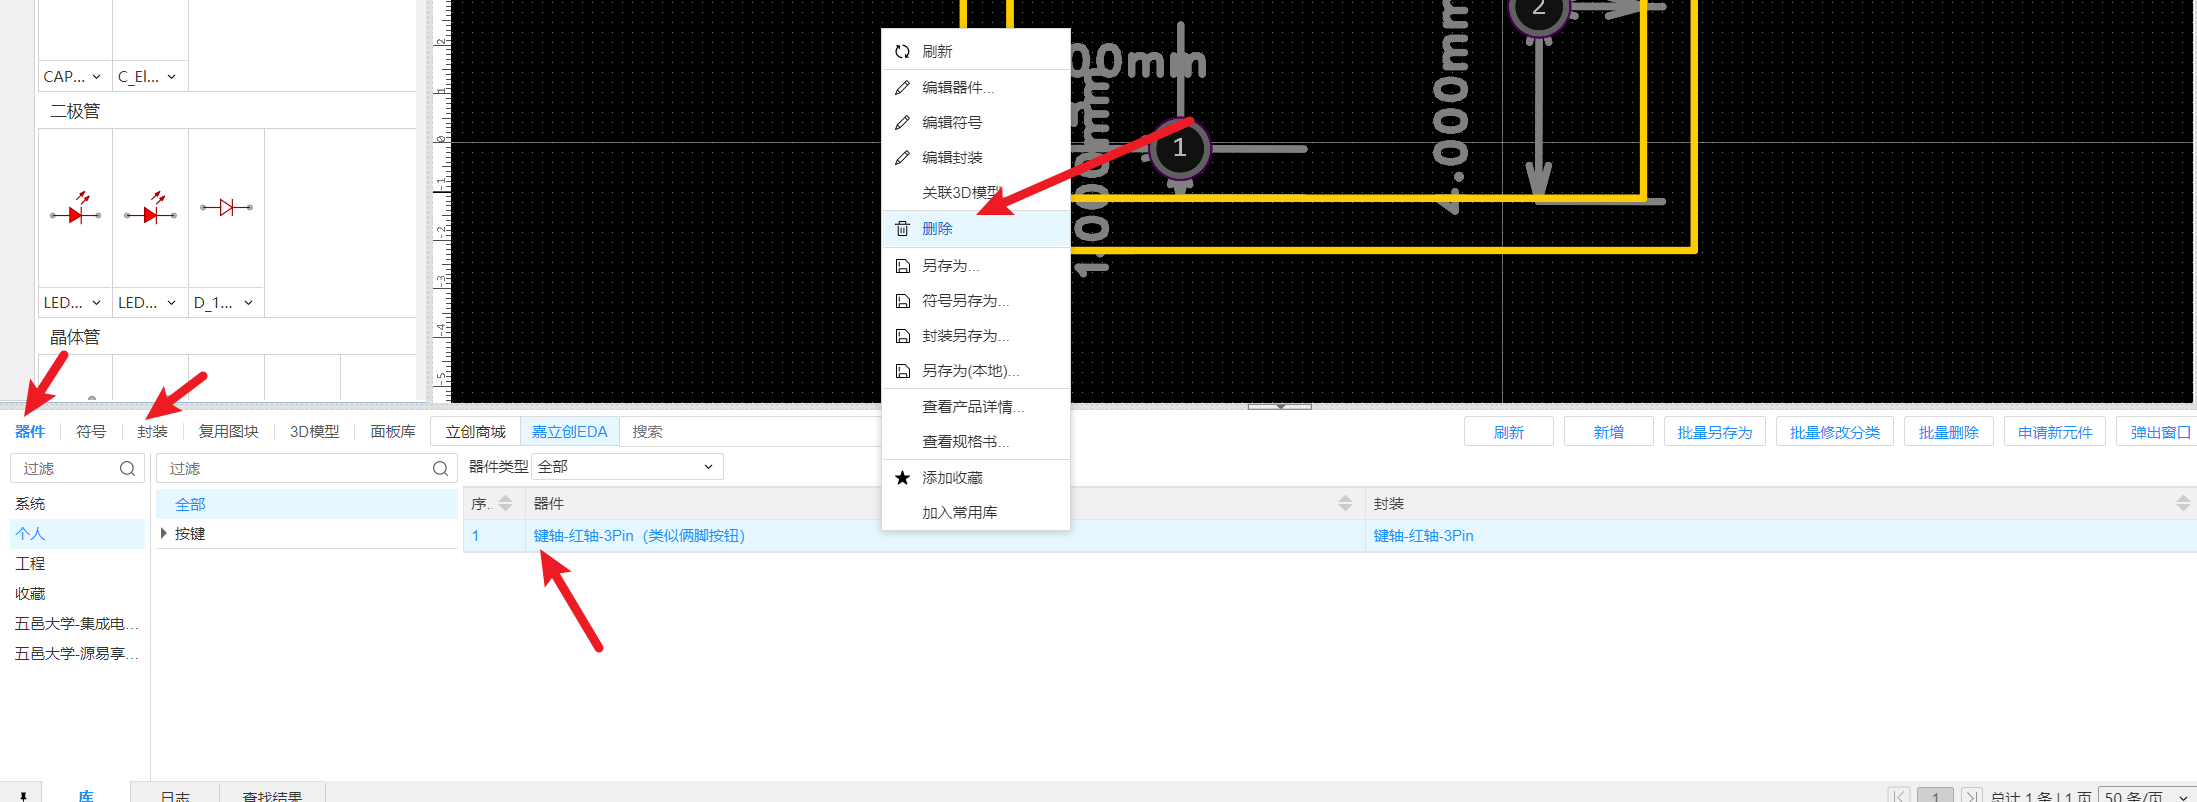 CAP...
C_El...
二极管
LED...
LED...
D_1...
晶体管
2
1
0
-1
-2
-3
-4
-5
00mm
1.000mm
4.000mm
1
2
刷新
编辑器件...
编辑符号
编辑封装
关联3D模型
删除
另存为...
符号另存为...
封装另存为...
另存为(本地)...
查看产品详情...
查看规格书...
添加收藏
加入常用库
器件
符号
封装
复用图块
3D模型
面板库
立创商城
嘉立创EDA
搜索
刷新
新增
批量另存为
批量修改分类
批量删除
申请新元件
弹出窗口
过滤
过滤
器件类型
全部
系统
个人
工程
收藏
五邑大学-集成电...
五邑大学-源易享...
全部
按键
序.
器件
封装
1
键轴-红轴-3Pin（类似俩脚按钮）
键轴-红轴-3Pin
库
日志
查找结果
1
总计 1 条 | 1 页
50 条/页